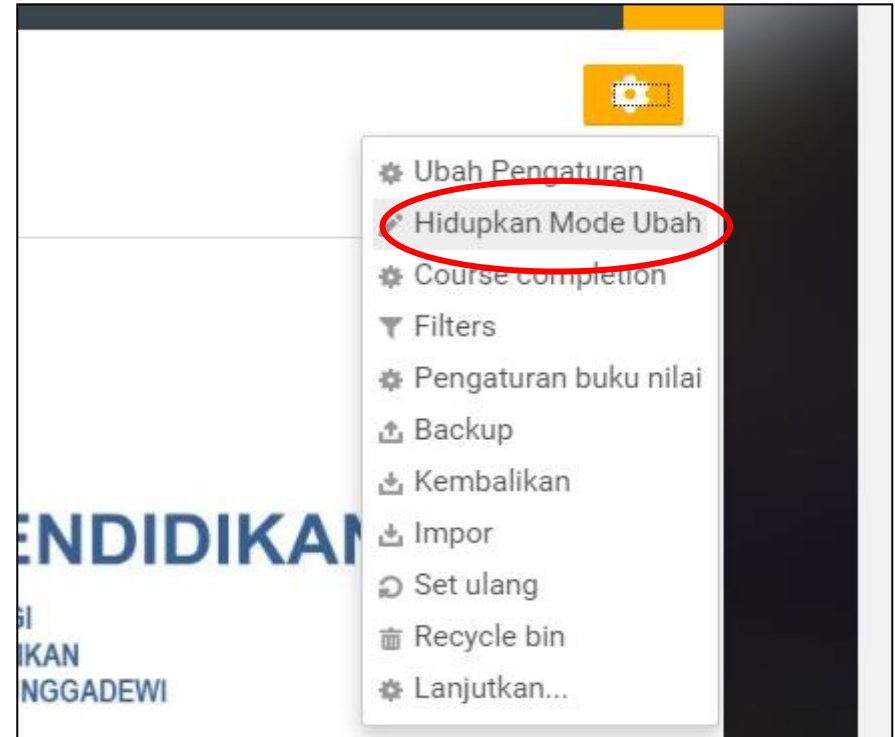 Ubah Pengaturan
Hidupkan Mode Ubah
Course completion
Filters
Pengaturan buku nilai
Backup
Kembalikan
Impor
Set ulang
Recycle bin
Lanjutkan...
ENDIDIKAN
GI
IKAN
NGGADEWI